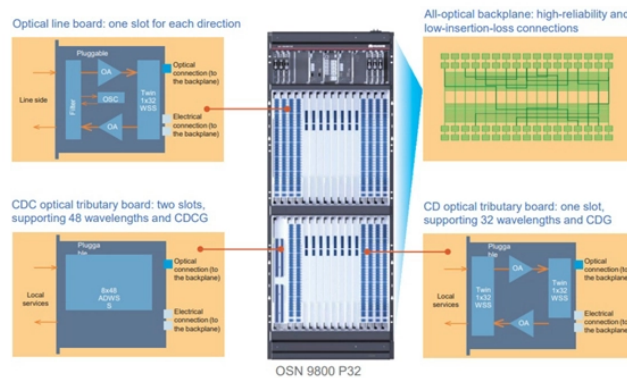 Optical line board: one slot for each direction
Pluggable
OA
OSC
OA
Filter
Twin
1x32
WSS
Line side
Optical
connection (to
the backplane)
Electrical
connection (to
the backplane)
All-optical backplane: high-reliability and
low-insertion-loss connections
CDC optical tributary board: two slots,
supporting 48 wavelengths and CDCG
Plugga
ble
8x48
ADWS
S
Local
services
Optical
connection (to
the backplane)
Electrical
connection (to
the backplane)
CD optical tributary board: one slot,
supporting 32 wavelengths and CDG
Plugga
ble
Twin
1x32
WSS
OA
OA
Twin
1x32
WSS
Local
services
Optical
connection (to
the backplane)
Electrical
connection (to
the backplane)
OSN 9800 P32